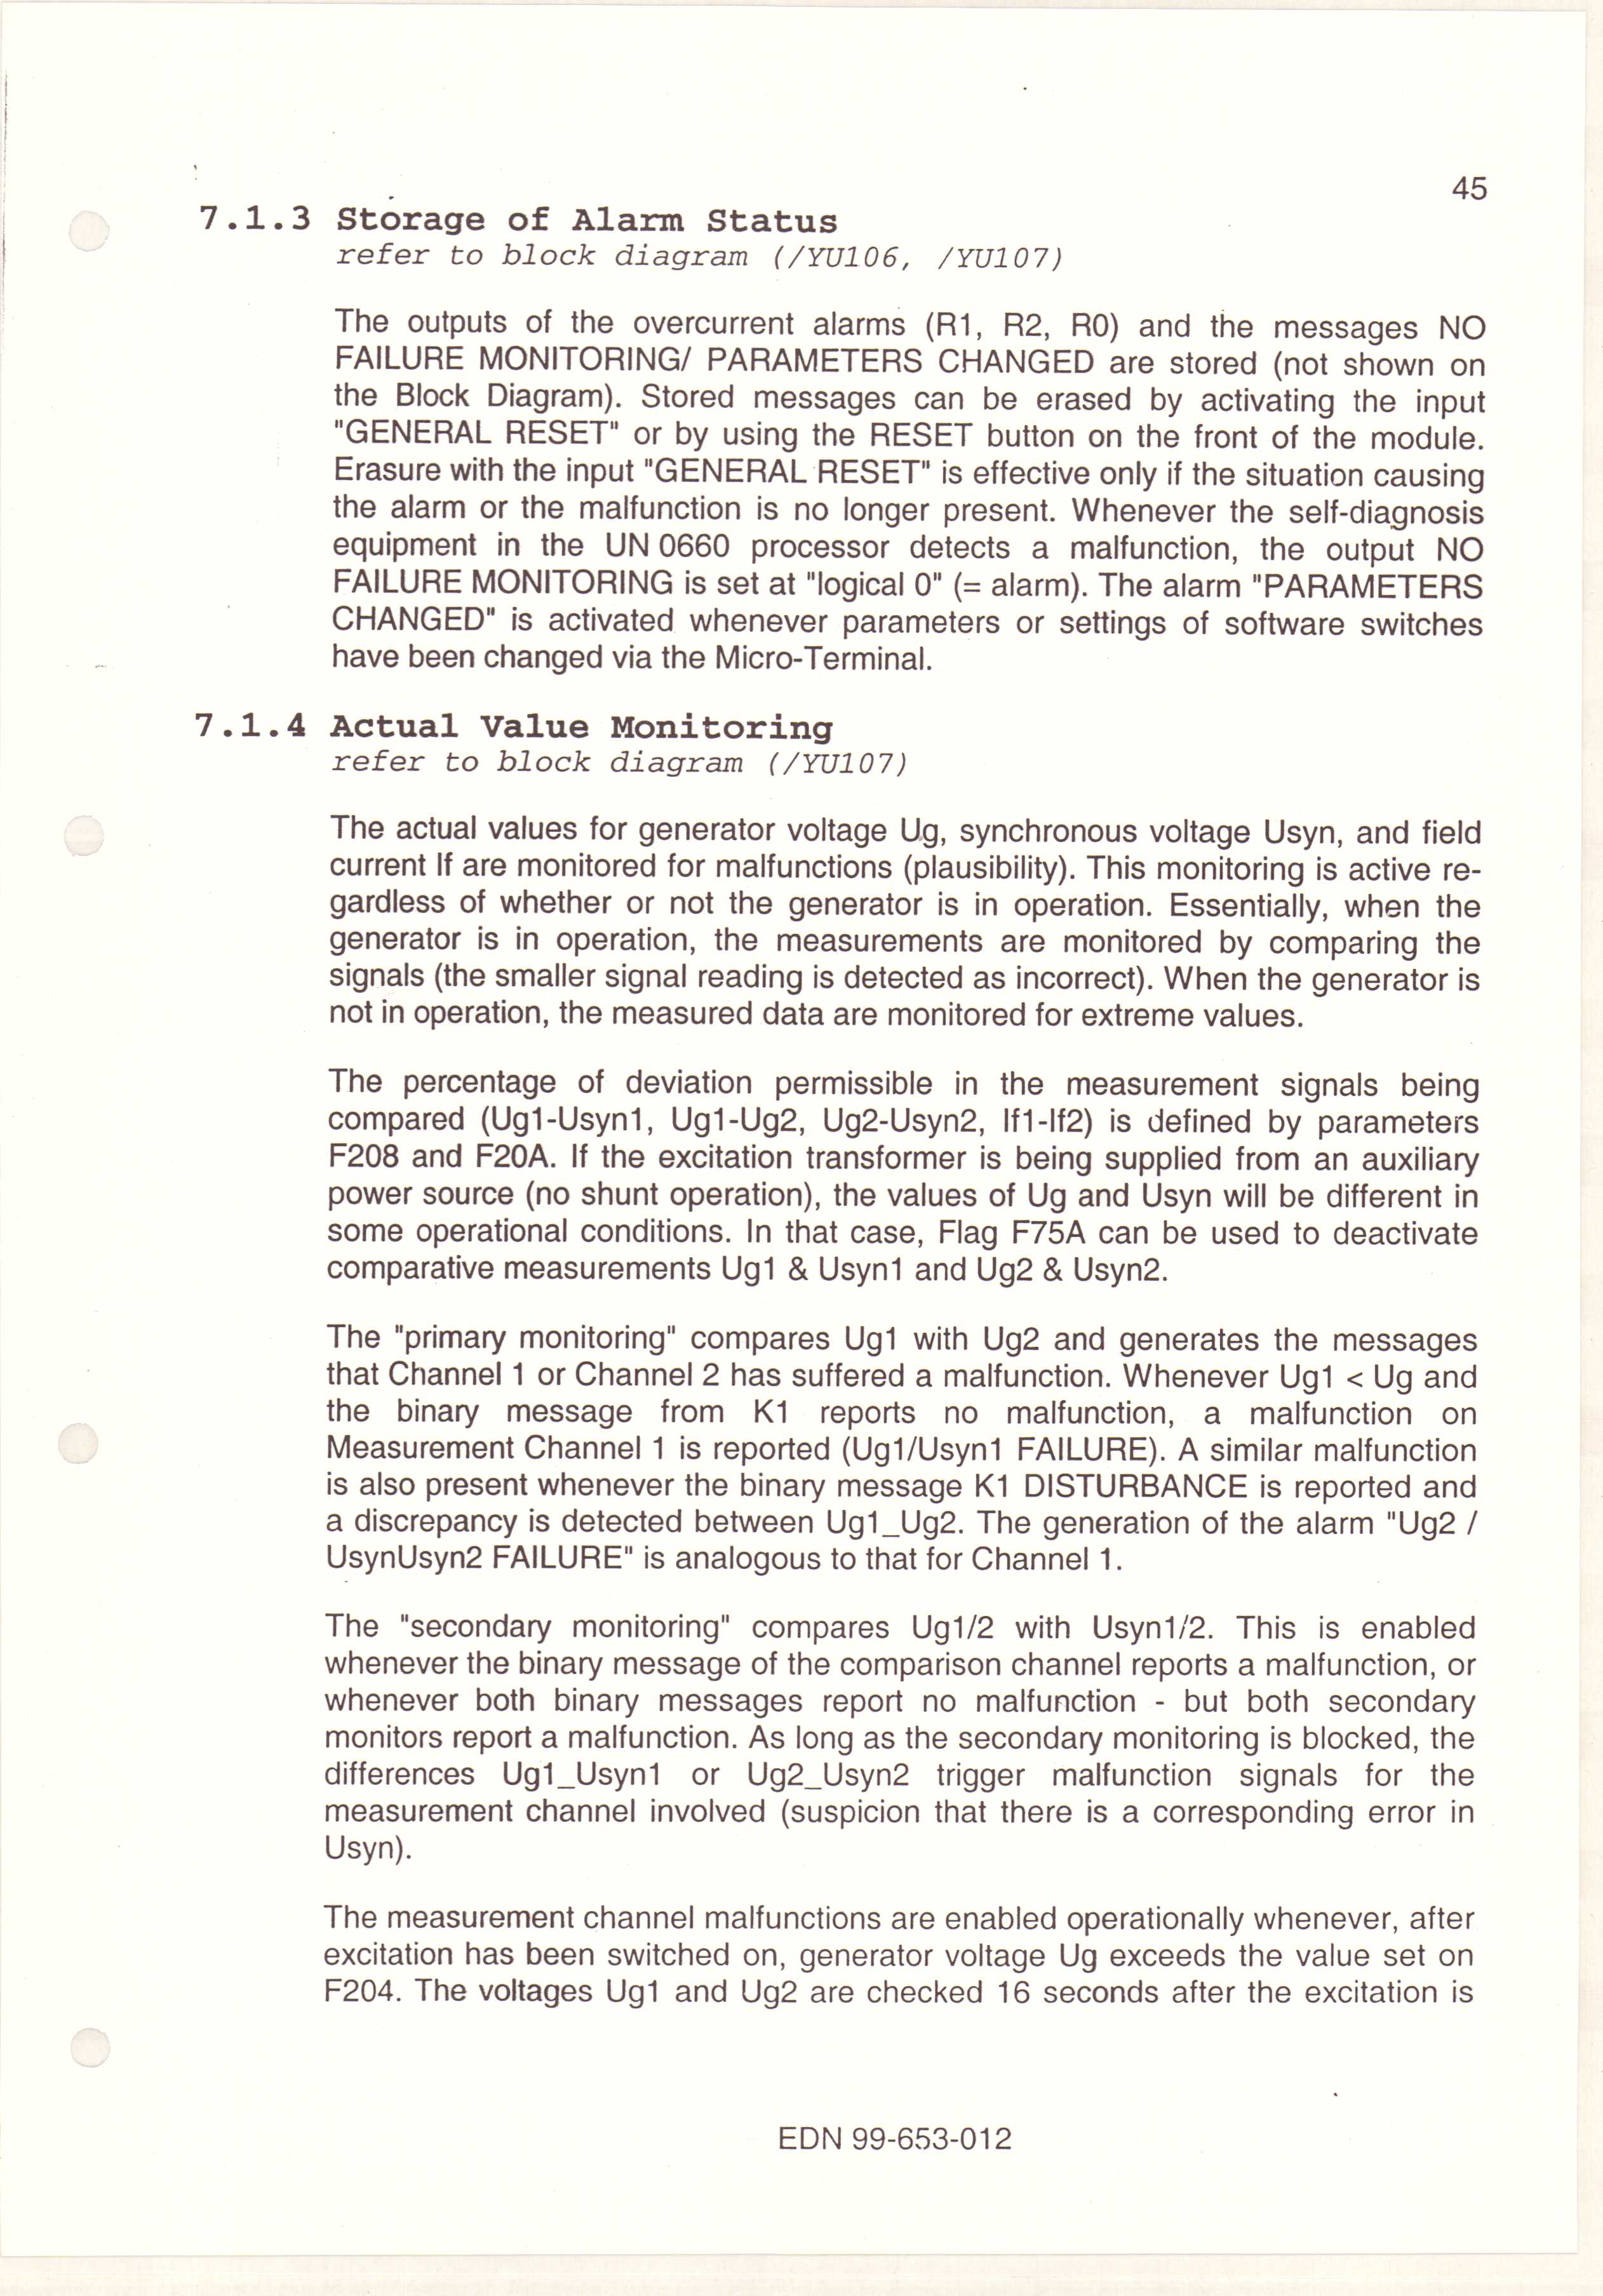 45
7.1.3 Storage of Alarm Status
refer to block diagram (/YU106, /YU107)
The outputs of the overcurrent alarms (R1, R2, RO) and the messages NO
FAILURE MONITORING/ PARAMETERS CHANGED are stored (not shown on
the Block Diagram). Stored messages can be erased by activating the input
"GENERAL RESET" or by using the RESET button on the front of the module.
Erasure with the input "GENERAL RESET" is effective only if the situation causing
the alarm or the malfunction is no longer present. Whenever the self-diagnosis
equipment in the UN 0660 processor detects a malfunction, the output NO
FAILURE MONITORING is set at "logical 0" (= alarm). The alarm "PARAMETERS
CHANGED" is activated whenever parameters or settings of software switches
have been changed via the Micro-Terminal.
7.1.4 Actual Value Monitoring
refer to block diagram (/YU107)
The actual values for generator voltage Ug, synchronous voltage Usyn, and field
current If are monitored for malfunctions (plausibility). This monitoring is active re-
gardless of whether or not the generator is in operation. Essentially, when the
generator is in operation, the measurements are monitored by comparing the
signals (the smaller signal reading is detected as incorrect). When the generator is
not in operation, the measured data are monitored for extreme values.
The percentage of deviation permissible in the measurement signals being
compared (Ug1-Usyn1, Ug1-Ug2, Ug2-Usyn2, If1-If2) is defined by parameters
F208 and F20A. If the excitation transformer is being supplied from an auxiliary
power source (no shunt operation), the values of Ug and Usyn will be different in
some operational conditions. In that case, Flag F75A can be used to deactivate
comparative measurements Ug1 & Usyn1 and Ug2 & Usyn2.
The "primary monitoring" compares Ug1 with Ug2 and generates the messages
that Channel 1 or Channel 2 has suffered a malfunction. Whenever Ug1 < Ug and
the binary message from K1 reports no malfunction, a malfunction on
Measurement Channel 1 is reported (Ug1/Usyn1 FAILURE). A similar malfunction
is also present whenever the binary message K1 DISTURBANCE is reported and
a discrepancy is detected between Ug1_Ug2. The generation of the alarm "Ug2 /
UsynUsyn2 FAILURE" is analogous to that for Channel 1.
The "secondary monitoring" compares Ug1/2 with Usyn1/2. This is enabled
whenever the binary message of the comparison channel reports a malfunction, or
whenever both binary messages report no malfunction - but both secondary
monitors report a malfunction. As long as the secondary monitoring is blocked, the
differences Ug1_Usyn1 or Ug2_Usyn2 trigger malfunction signals for the
measurement channel involved (suspicion that there is a corresponding error in
Usyn).
The measurement channel malfunctions are enabled operationally whenever, after
excitation has been switched on, generator voltage Ug exceeds the value set on
F204. The voltages Ug1 and Ug2 are checked 16 seconds after the excitation is
EDN 99-653-012